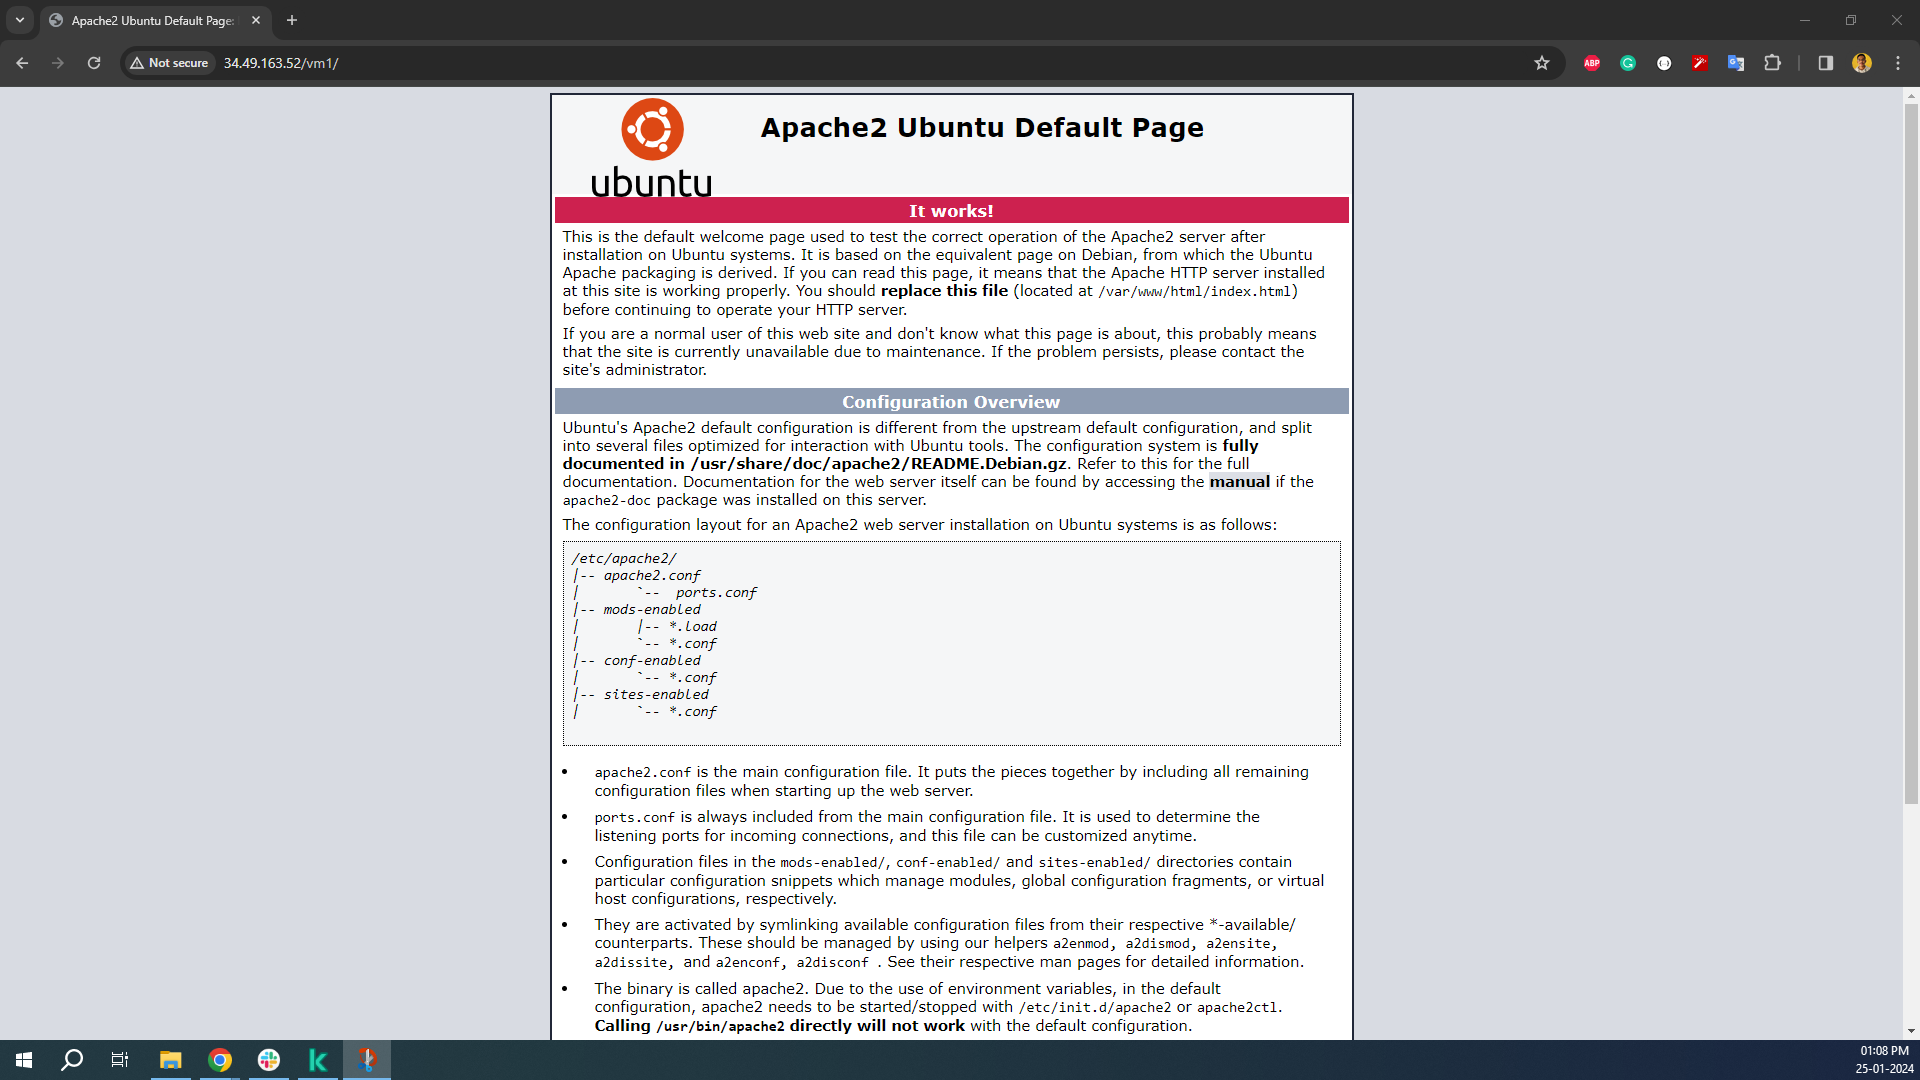 Apache2 Ubuntu Default Page:
Not secure 34.49.163.52/vm1/
ABP
ubuntu
Apache2 Ubuntu Default Page
It works!
This is the default welcome page used to test the correct operation of the Apache2 server after
installation on Ubuntu systems. It is based on the equivalent page on Debian, from which the Ubuntu
Apache packaging is derived. If you can read this page, it means that the Apache HTTP server installed
at this site is working properly. You should replace this file (located at /var/www/html/index.html)
before continuing to operate your HTTP server.
If you are a normal user of this web site and don't know what this page is about, this probably means
that the site is currently unavailable due to maintenance. If the problem persists, please contact the
site's administrator.
Configuration Overview
Ubuntu's Apache2 default configuration is different from the upstream default configuration, and split
into several files optimized for interaction with Ubuntu tools. The configuration system is fully
documented in /usr/share/doc/apache2/README.Debian.gz. Refer to this for the full
documentation. Documentation for the web server itself can be found by accessing the manual if the
apache2-doc package was installed on this server.
The configuration layout for an Apache2 web server installation on Ubuntu systems is as follows:
/etc/apache2/
|-- apache2.conf
|       `--  ports.conf
|-- mods-enabled
|       |-- *.load
|       `-- *.conf
|-- conf-enabled
|       `-- *.conf
|-- sites-enabled
|       `-- *.conf
• apache2.conf is the main configuration file. It puts the pieces together by including all remaining
configuration files when starting up the web server.
• ports.conf is always included from the main configuration file. It is used to determine the
listening ports for incoming connections, and this file can be customized anytime.
• Configuration files in the mods-enabled/, conf-enabled/ and sites-enabled/ directories contain
particular configuration snippets which manage modules, global configuration fragments, or virtual
host configurations, respectively.
• They are activated by symlinking available configuration files from their respective *-available/
counterparts. These should be managed by using our helpers a2enmod, a2dismod, a2ensite,
a2dissite, and a2enconf, a2disconf . See their respective man pages for detailed information.
• The binary is called apache2. Due to the use of environment variables, in the default
configuration, apache2 needs to be started/stopped with /etc/init.d/apache2 or apache2ctl.
Calling /usr/bin/apache2 directly will not work with the default configuration.
01:08 PM
25-01-2024